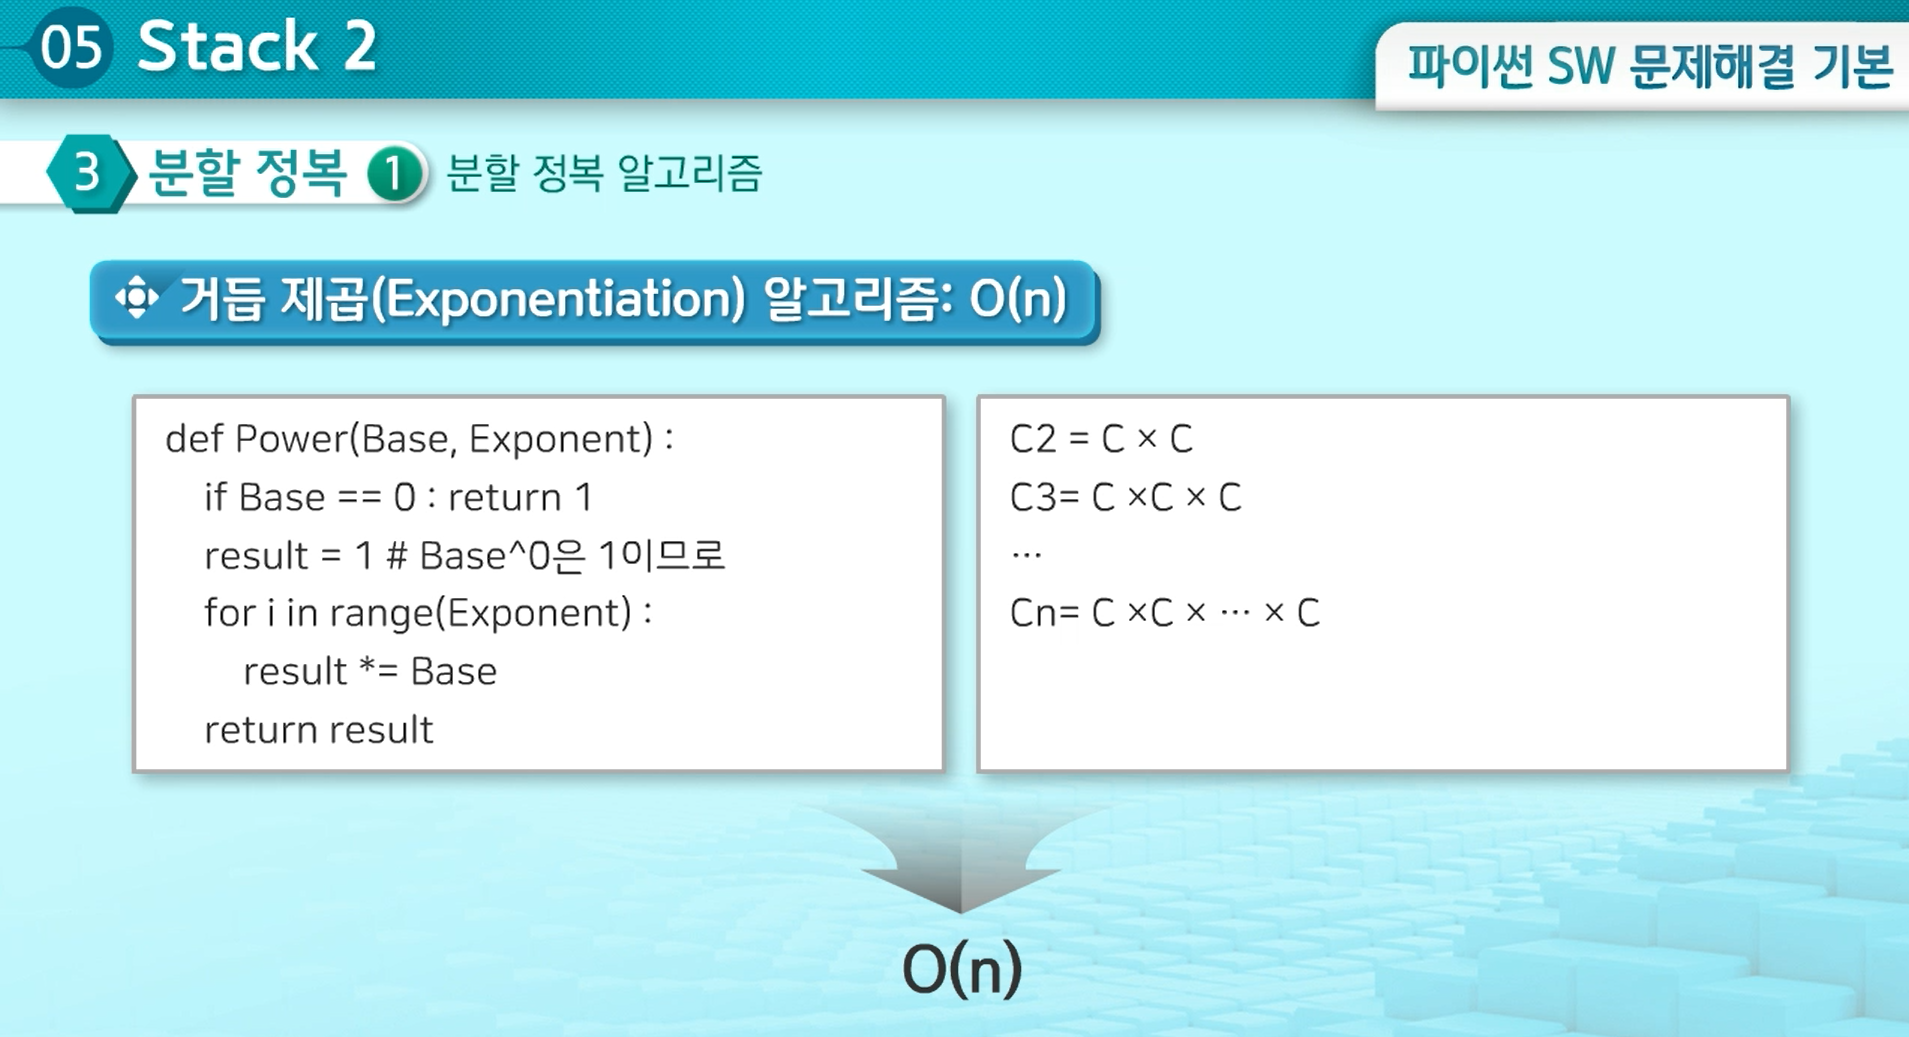 05 Stack 2
파이썬 SW 문제해결 기본
3 분할 정복 1 분할 정복 알고리즘
거듭 제곱(Exponentiation) 알고리즘: O(n)
def Power(Base, Exponent) :
if Base == 0 : return 1
result = 1 # Base^0은 1이므로
for i in range(Exponent) :
result *= Base
return result
C2 = C × C
C3= C ×C × C
⋯
Cn= C ×C × ⋯ × C
O(n)